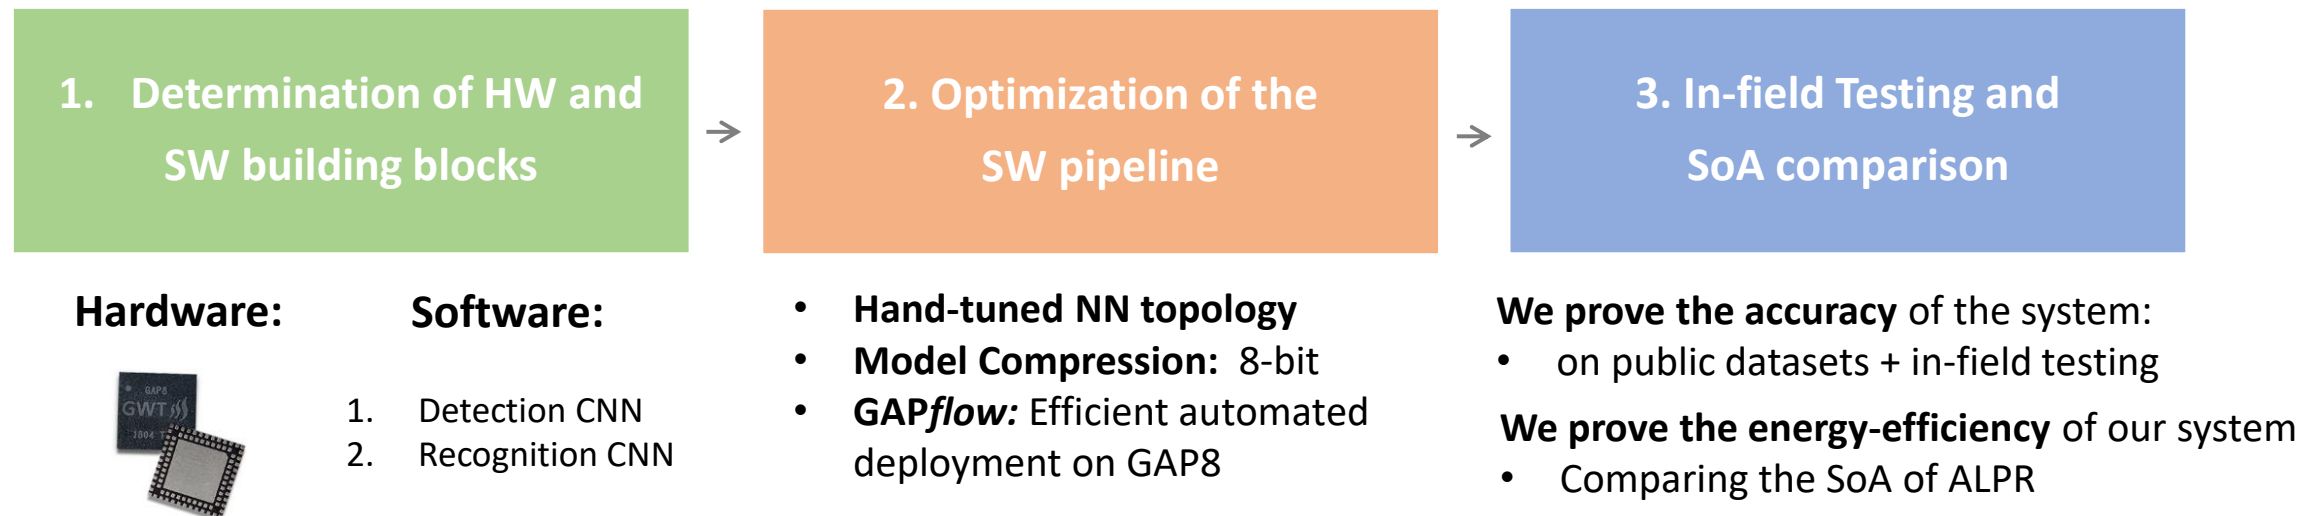 1. Determination of HW and
SW building blocks
2. Optimization of the
SW pipeline
3. In-field Testing and
SoA comparison
Hardware:
GAP8
GWT
1804
Software:
1. Detection CNN
2. Recognition CNN
• Hand-tuned NN topology
• Model Compression: 8-bit
• GAPflow: Efficient automated
deployment on GAP8
We prove the accuracy of the system:
• on public datasets + in-field testing
We prove the energy-efficiency of our system
• Comparing the SoA of ALPR